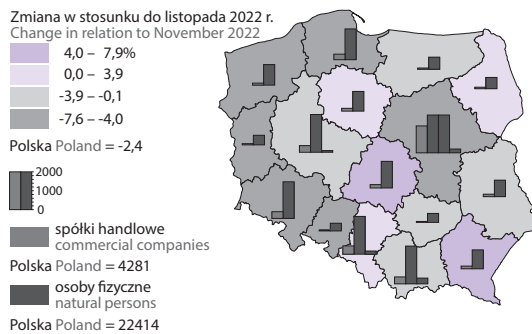 Zmiana w stosunku do listopada 2022 r.
Change in relation to November 2022
4,0 – 7,9%
0,0 – 3,9
-3,9 – -0,1
-7,6 – -4,0
Polska Poland = -2,4
2000
1000
0
spółki handlowe
commercial companies
Polska Poland = 4281
osoby fizyczne
natural persons
Polska Poland = 22414